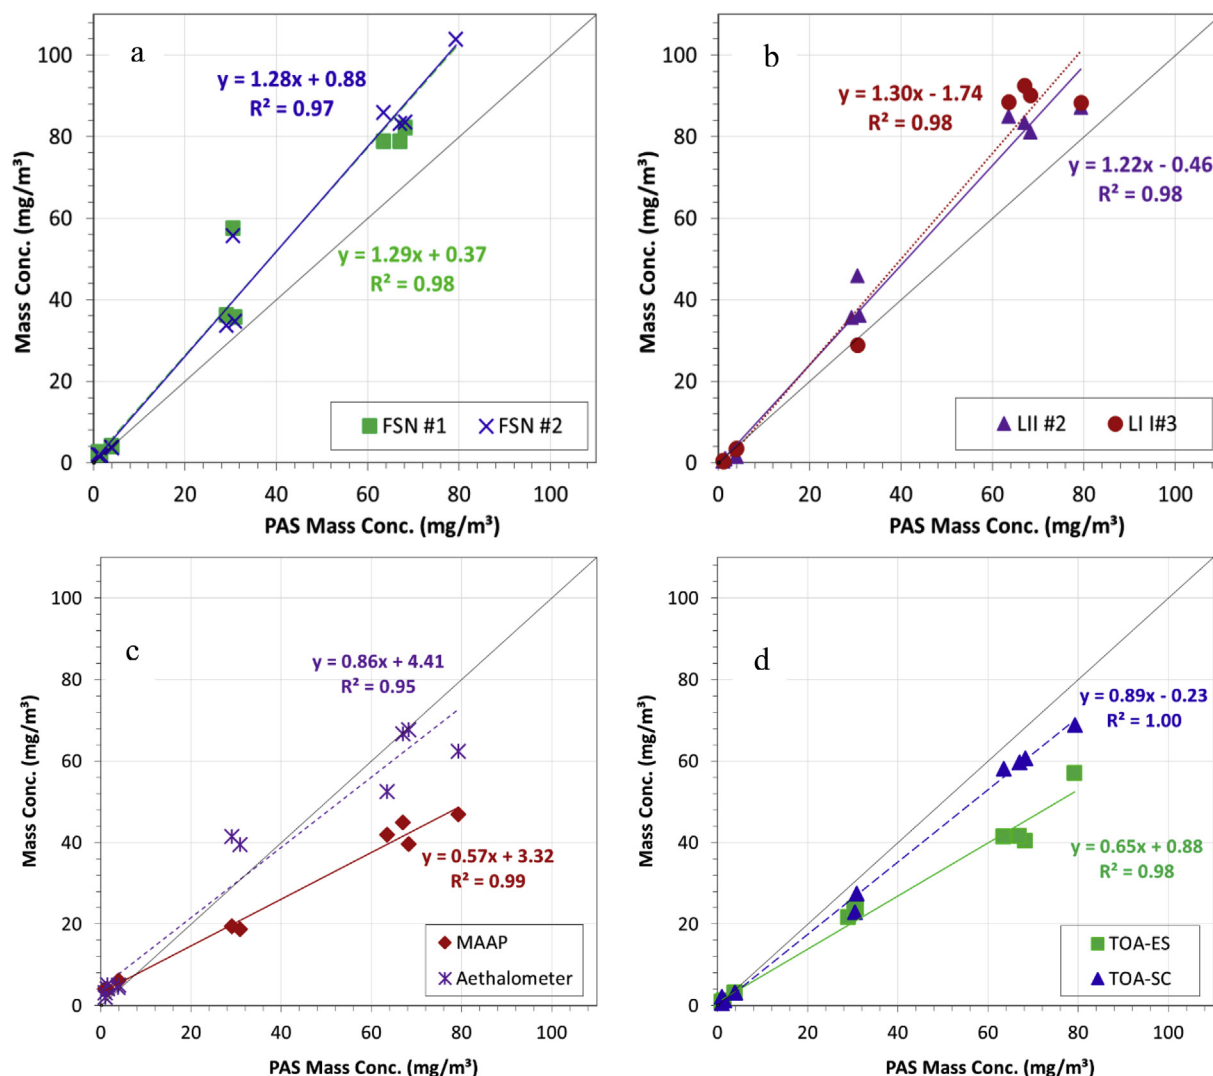 a
y = 1.28x + 0.88
R² = 0.97
y = 1.29x + 0.37
R² = 0.98
FSN #1
FSN #2
100
80
60
40
20
0
0 20 40 60 80 100
Mass Conc. (mg/m³)
PAS Mass Conc. (mg/m³)
b
y = 1.30x - 1.74
R² = 0.98
y = 1.22x - 0.46
R² = 0.98
LII #2
LI I#3
100
80
60
40
20
0
0 20 40 60 80 100
Mass Conc. (mg/m³)
PAS Mass Conc. (mg/m³)
c
y = 0.86x + 4.41
R² = 0.95
y = 0.57x + 3.32
R² = 0.99
MAAP
Aethalometer
100
80
60
40
20
0
0 20 40 60 80 100
Mass Conc. (mg/m³)
PAS Mass Conc. (mg/m³)
d
y = 0.89x - 0.23
R² = 1.00
y = 0.65x + 0.88
R² = 0.98
TOA-ES
TOA-SC
100
80
60
40
20
0
0 20 40 60 80 100
Mass Conc. (mg/m³)
PAS Mass Conc. (mg/m³)